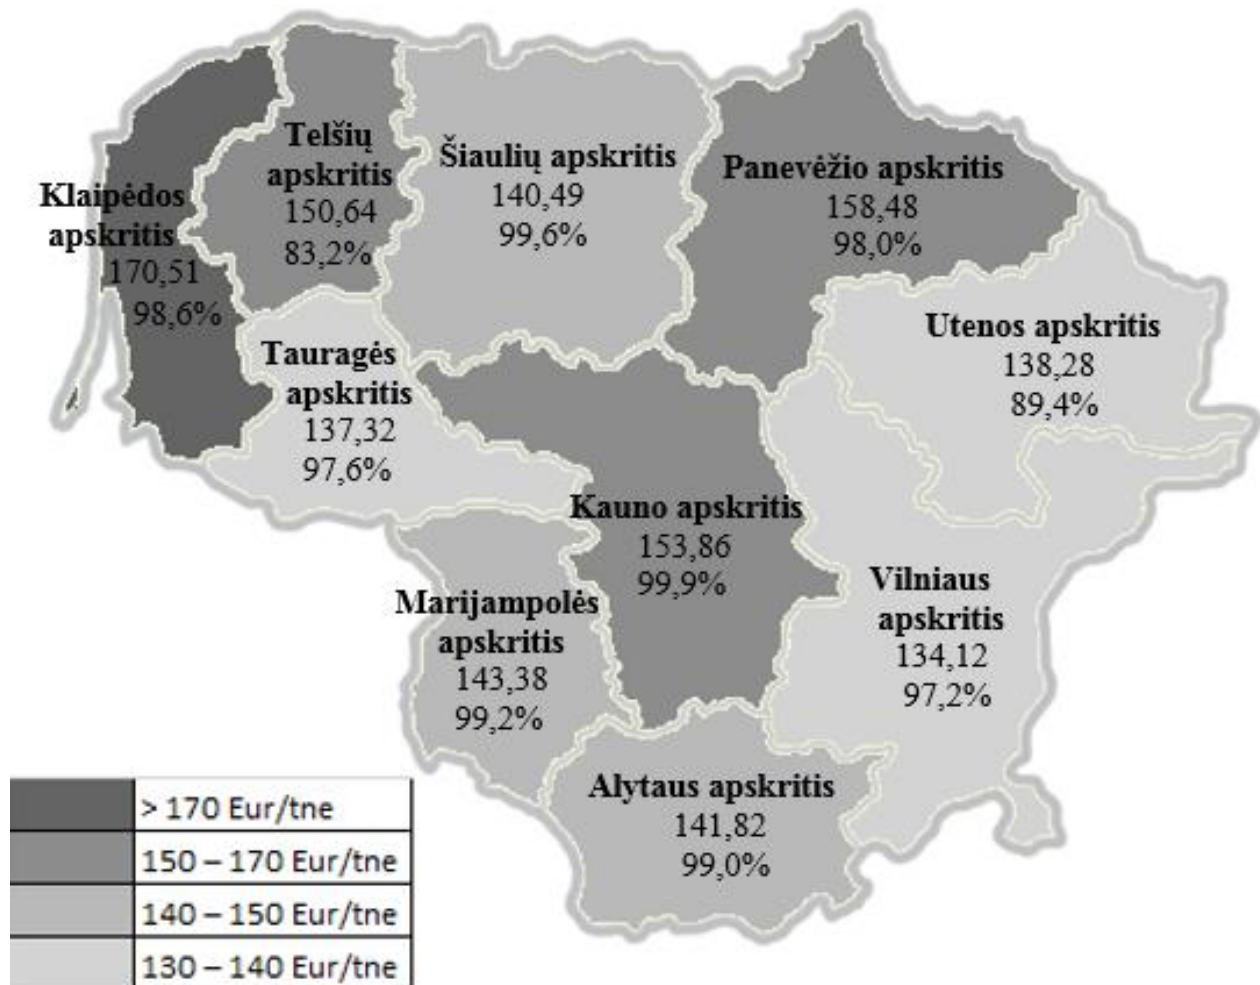 Telšių
apskritis
150,64
83,2%
Šiaulių apskritis
140,49
99,6%
Panevėžio apskritis
158,48
98,0%
Klaipėdos
apskritis
170,51
98,6%
Utenos apskritis
138,28
89,4%
Tauragės
apskritis
137,32
97,6%
Kauno apskritis
153,86
99,9%
Vilniaus
apskritis
134,12
97,2%
Marijampolės
apskritis
143,38
99,2%
Alytaus apskritis
141,82
99,0%
> 170 Eur/tne
150 – 170 Eur/tne
140 – 150 Eur/tne
130 – 140 Eur/tne